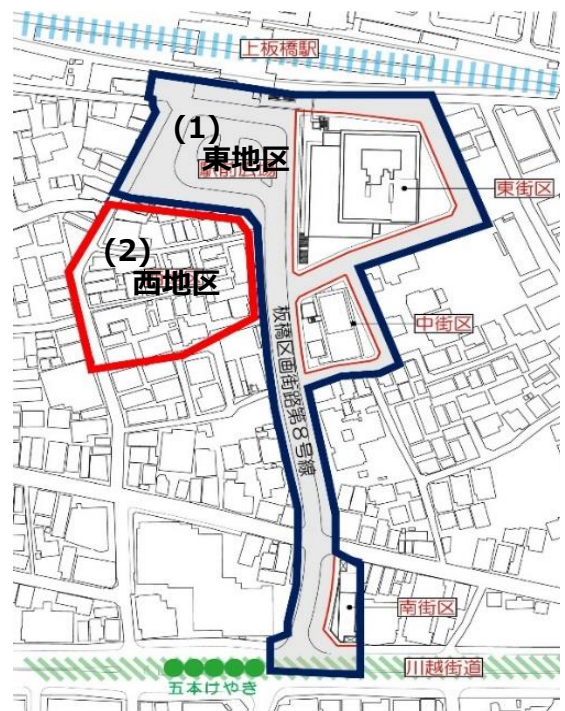 上板橋駅
(1)
東地区
駅前広場
東街区
(2)
西地区
中街区
板橋区画街路第8号線
南街区
川越街道
五本けやき